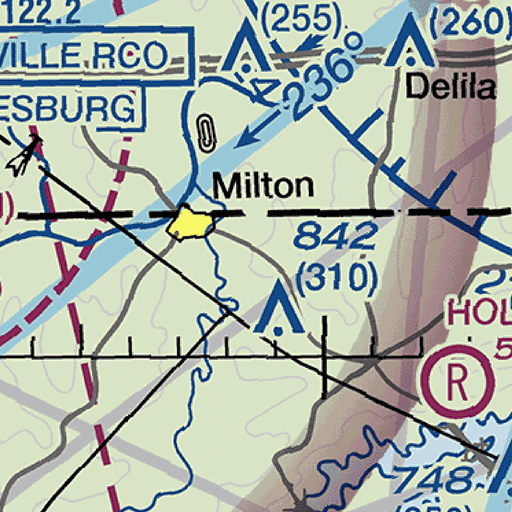 122.2
(255)
(260)
VILLE RCO
236°
Delila
ESBURG
Milton
842
(310)
HOL
R
748